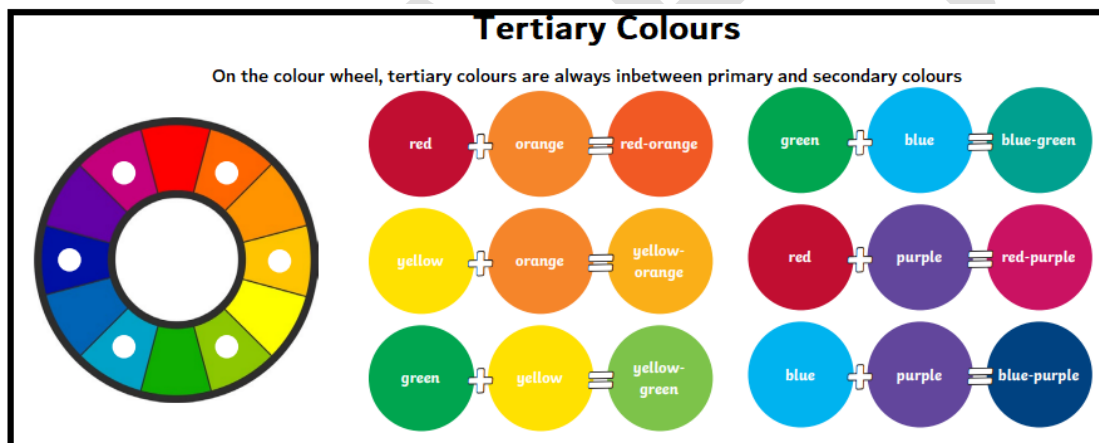 Tertiary Colours
On the colour wheel, tertiary colours are always inbetween primary and secondary colours
red + orange = red-orange
yellow + orange = yellow-
orange
green + yellow = yellow-
green
green + blue = blue-green
red + purple = red-purple
blue + purple = blue-purple